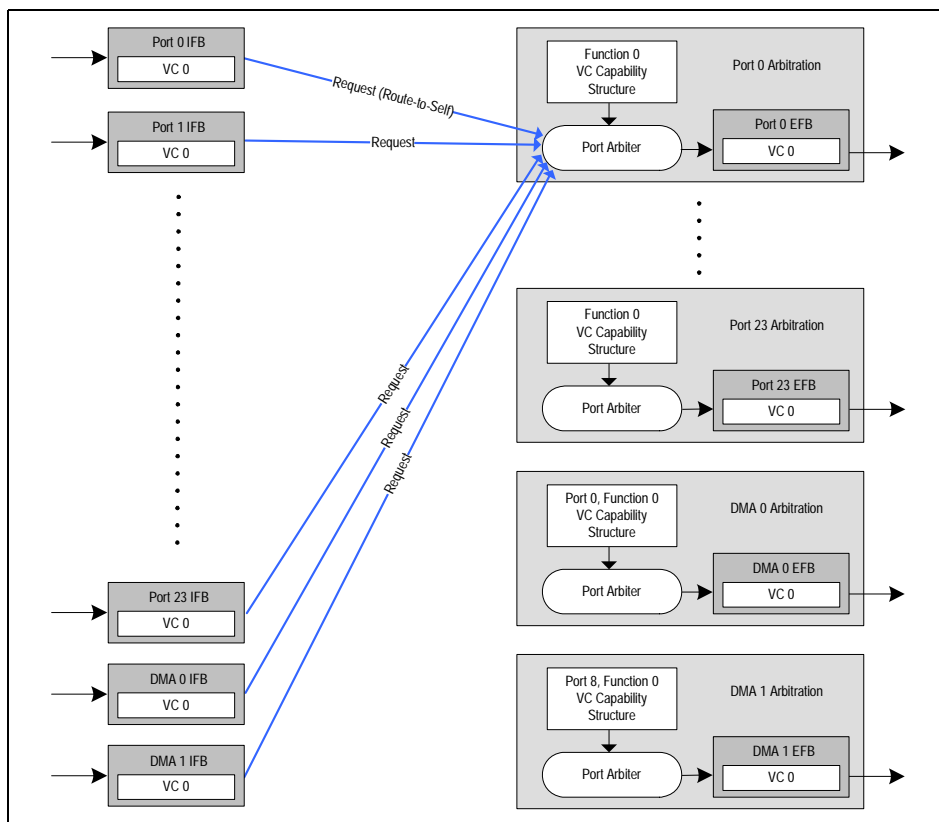 Port 0 IFB
VC 0
Port 1 IFB
VC 0
Port 23 IFB
VC 0
DMA 0 IFB
VC 0
DMA 1 IFB
VC 0
Request (Route-to-Self)
Request
Request
Request
Request
Function 0
VC Capability
Structure
Port 0 Arbitration
Port Arbiter
Port 0 EFB
VC 0
Function 0
VC Capability
Structure
Port 23 Arbitration
Port Arbiter
Port 23 EFB
VC 0
Port 0, Function 0
VC Capability
Structure
DMA 0 Arbitration
Port Arbiter
DMA 0 EFB
VC 0
Port 8, Function 0
VC Capability
Structure
DMA 1 Arbitration
Port Arbiter
DMA 1 EFB
VC 0